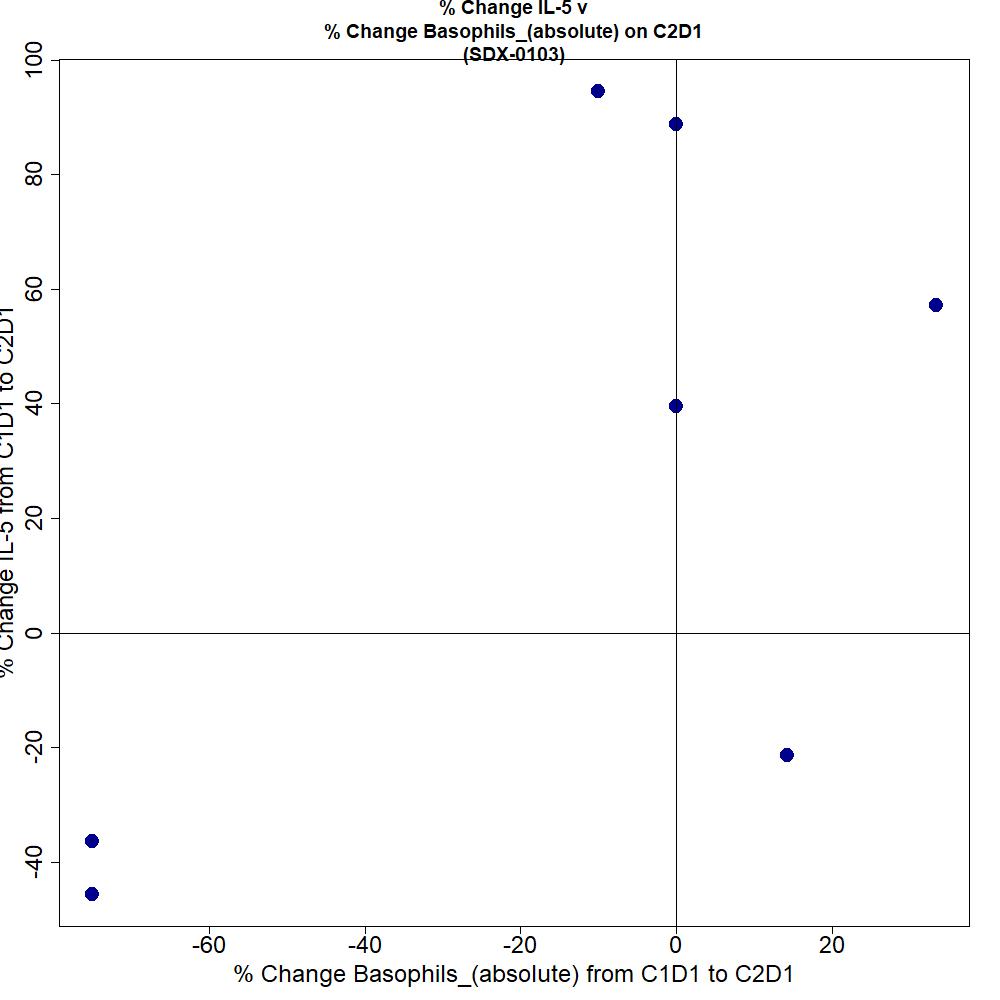 % Change IL-5 v
% Change Basophils_(absolute) on C2D1
(SDX-0103)
100
80
60
40
20
0
-20
-40
% Change IL-5 from C1D1 to C2D1
-60
-40
-20
0
20
% Change Basophils_(absolute) from C1D1 to C2D1